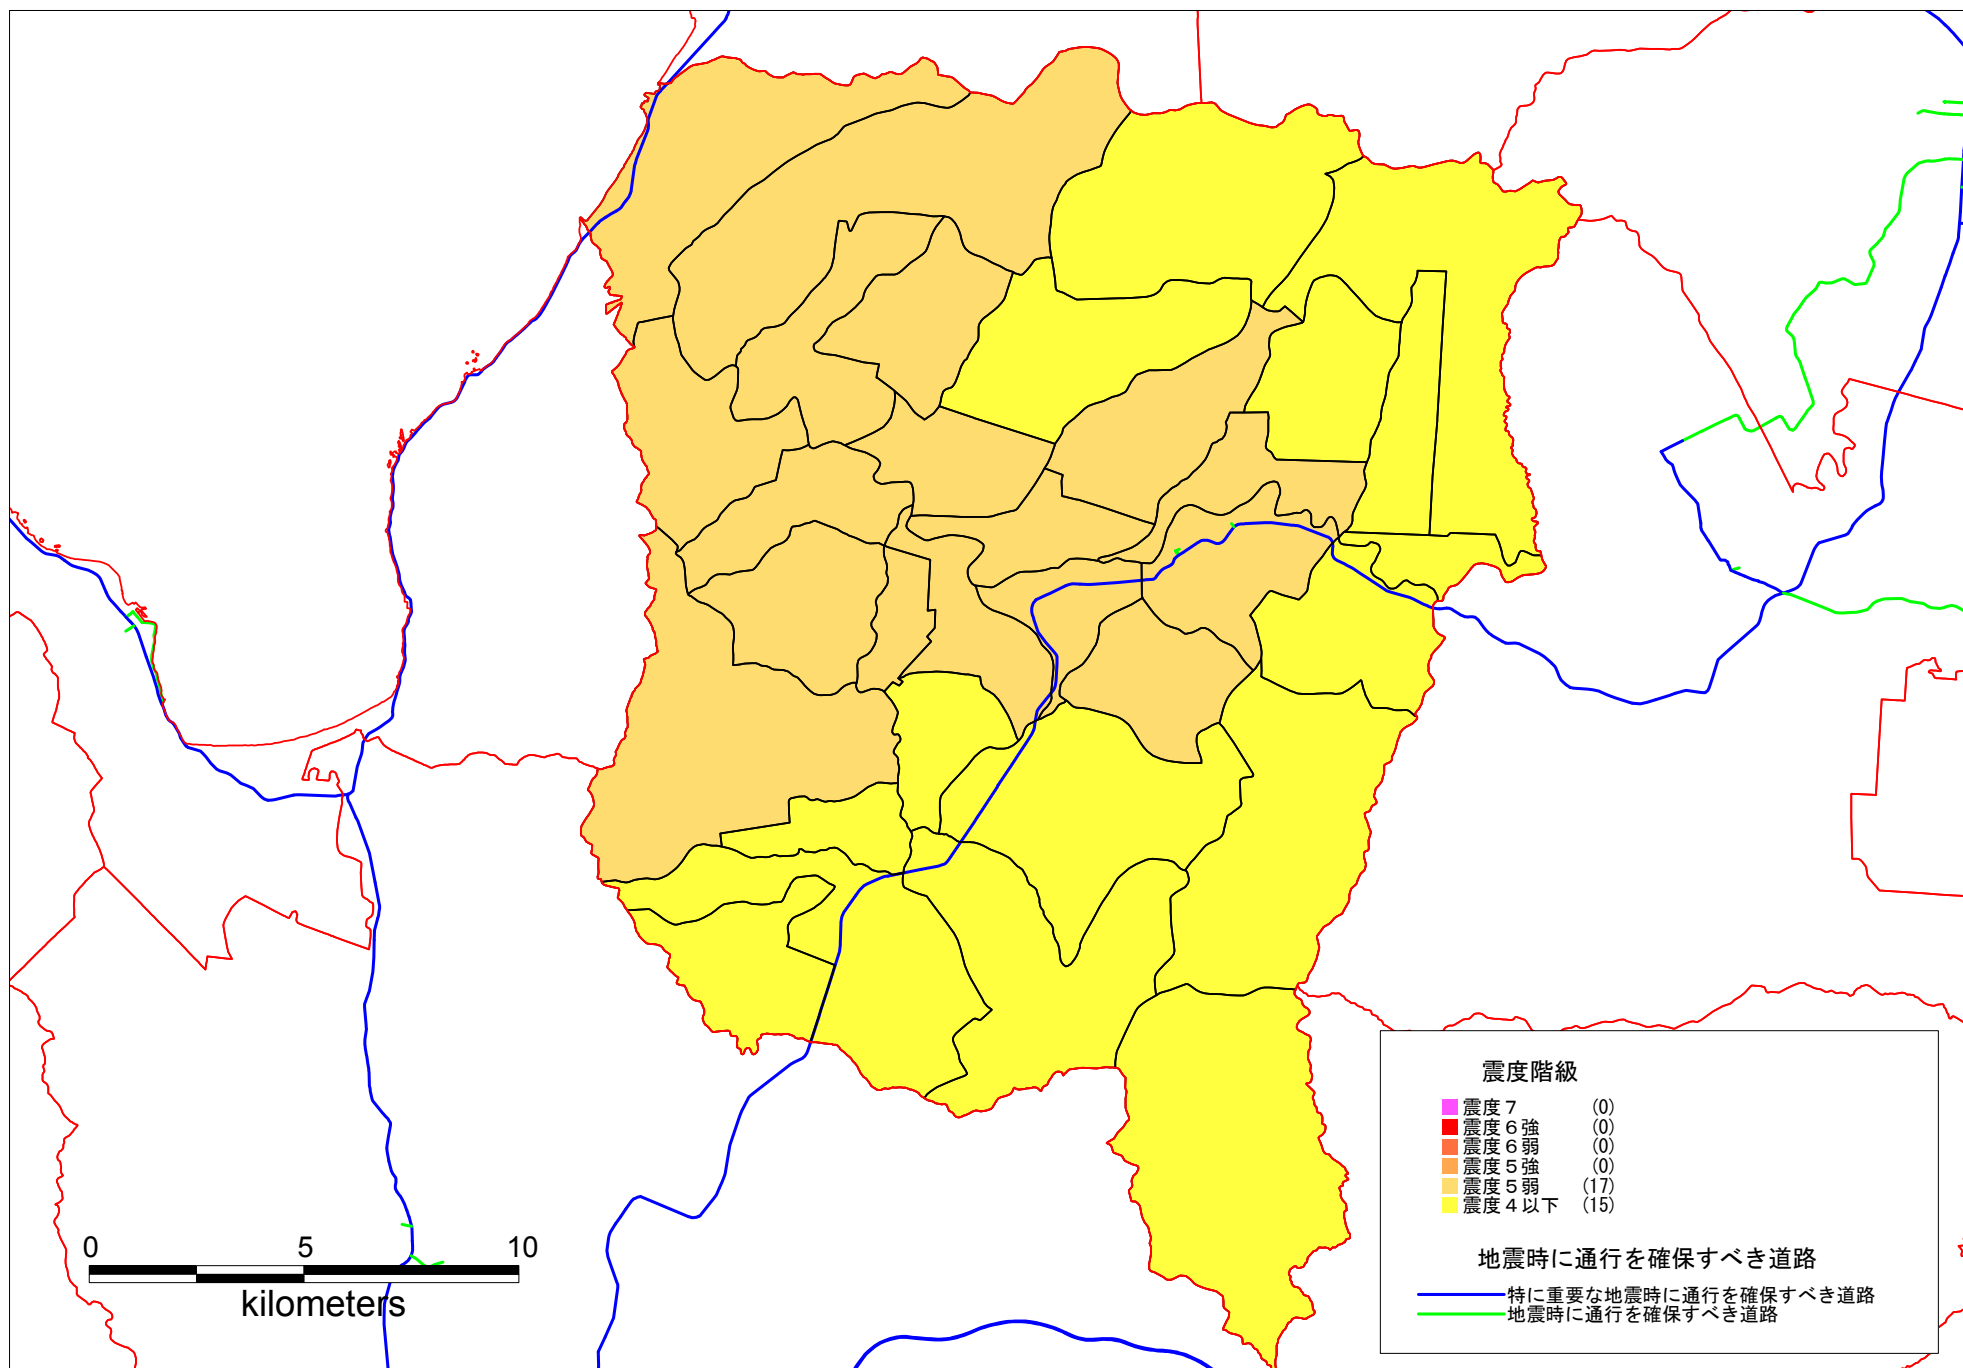 震度階級
震度７ (0)
震度６強 (0)
震度６弱 (0)
震度５強 (0)
震度５弱 (17)
震度４以下 (15)
地震時に通行を確保すべき道路
特に重要な地震時に通行を確保すべき道路
地震時に通行を確保すべき道路
0 5 10
kilometers